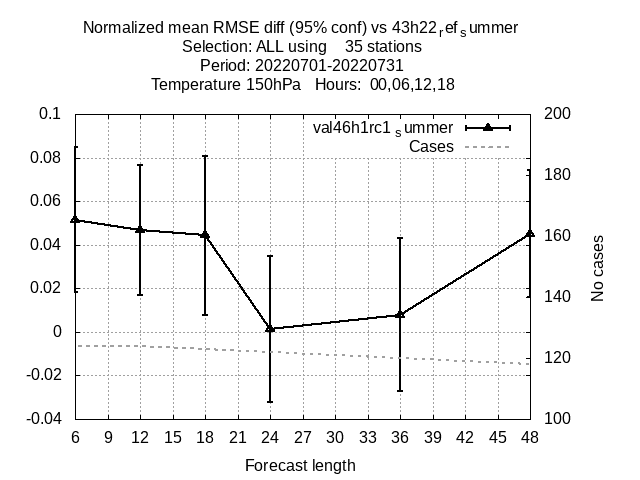 Normalized mean RMSE diff (95% conf) vs 43h22refsummer
Selection: ALL using    35 stations
Period: 20220701-20220731
Temperature 150hPa   Hours:  00,06,12,18
0.1
0.08
0.06
0.04
0.02
0
-0.02
-0.04
val46h1rc1summer
Cases
200
180
160
140
120
100
No cases
6 9 12 15 18 21 24 27 30 33 36 39 42 45 48
Forecast length